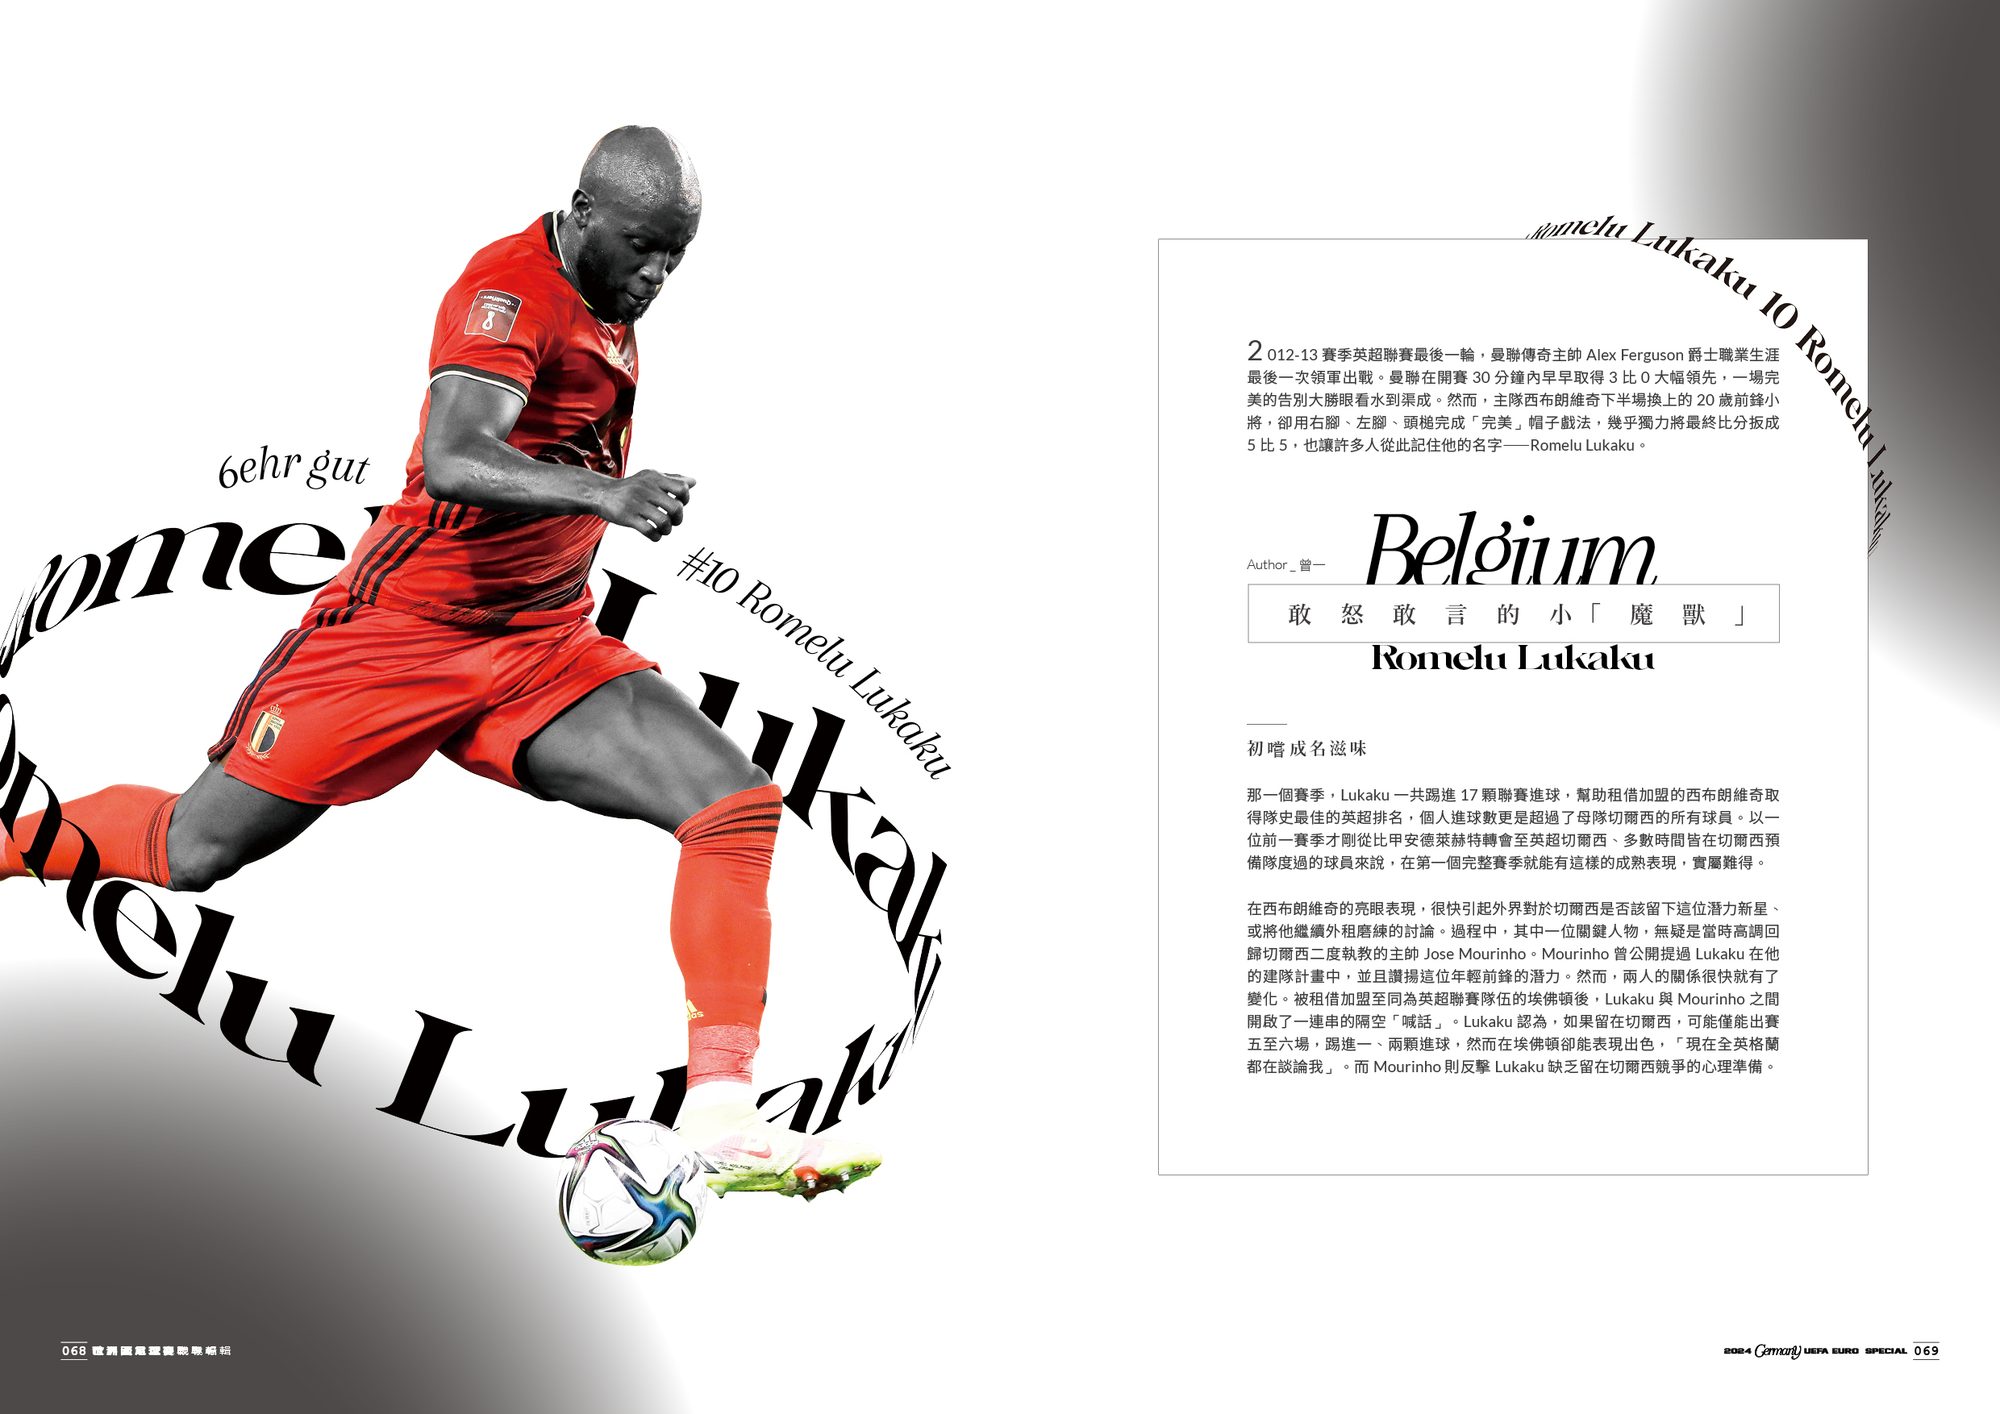 6ehr gut
#10 Romelu Lukaku
Romelu Lukaku
Romelu Lukaku
068
Romelu Lukaku 10 Romelu Lukaku
2012-13 賽季英超聯賽最後一輪，曼聯傳奇主帥 Alex Ferguson 爵士職業生涯
最後一次領軍出戰。曼聯在開賽 30 分鐘內早早取得 3 比 0 大幅領先，一場完
美的告別大勝眼看水到渠成。然而，主隊西布朗維奇下半場換上的 20 歲前鋒小
將，卻用右腳、左腳、頭槌完成「完美」帽子戲法，幾乎獨力將最終比分扳成
5 比 5，也讓許多人從此記住他的名字——Romelu Lukaku。
Belgium
Author _ 曾一
敢怒敢言的小「魔獸」
Romelu Lukaku
初嚐成名滋味
那一個賽季，Lukaku 一共踢進 17 顆聯賽進球，幫助租借加盟的西布朗維奇取
得隊史最佳的英超排名，個人進球數更是超過了母隊切爾西的所有球員。以一
位前一賽季才剛從比甲安德萊赫特轉會至英超切爾西、多數時間皆在切爾西預
備隊度過的球員來說，在第一個完整賽季就能有這樣的成熟表現，實屬難得。
在西布朗維奇的亮眼表現，很快引起外界對於切爾西是否該留下這位潛力新星、
或將他繼續外租磨練的討論。過程中，其中一位關鍵人物，無疑是當時高調回
歸切爾西二度執教的主帥 Jose Mourinho。Mourinho 曾公開提過 Lukaku 在他
的建隊計畫中，並且讚揚這位年輕前鋒的潛力。然而，兩人的關係很快就有了
變化。被租借加盟至同為英超聯賽隊伍的埃佛頓後，Lukaku 與 Mourinho 之間
開啟了一連串的隔空「喊話」。Lukaku 認為，如果留在切爾西，可能僅能出賽
五至六場，踢進一、兩顆進球，然而在埃佛頓卻能表現出色，「現在全英格蘭
都在談論我」。而 Mourinho 則反擊 Lukaku 缺乏留在切爾西競爭的心理準備。
2024 Germany UEFA EURO SPECIAL 069